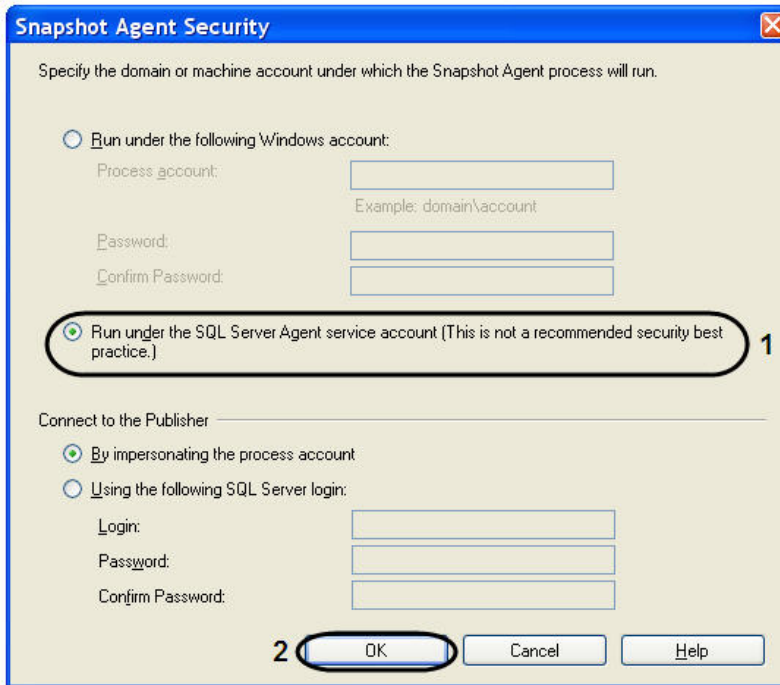 Snapshot Agent Security
Specify the domain or machine account under which the Snapshot Agent process will run.
Run under the following Windows account:
Process account:
Example: domain\account
Password:
Confirm Password:
Run under the SQL Server Agent service account (This is not a recommended security best
practice.)
1
Connect to the Publisher
By impersonating the process account
Using the following SQL Server login:
Login:
Password:
Confirm Password:
2
OK
Cancel
Help